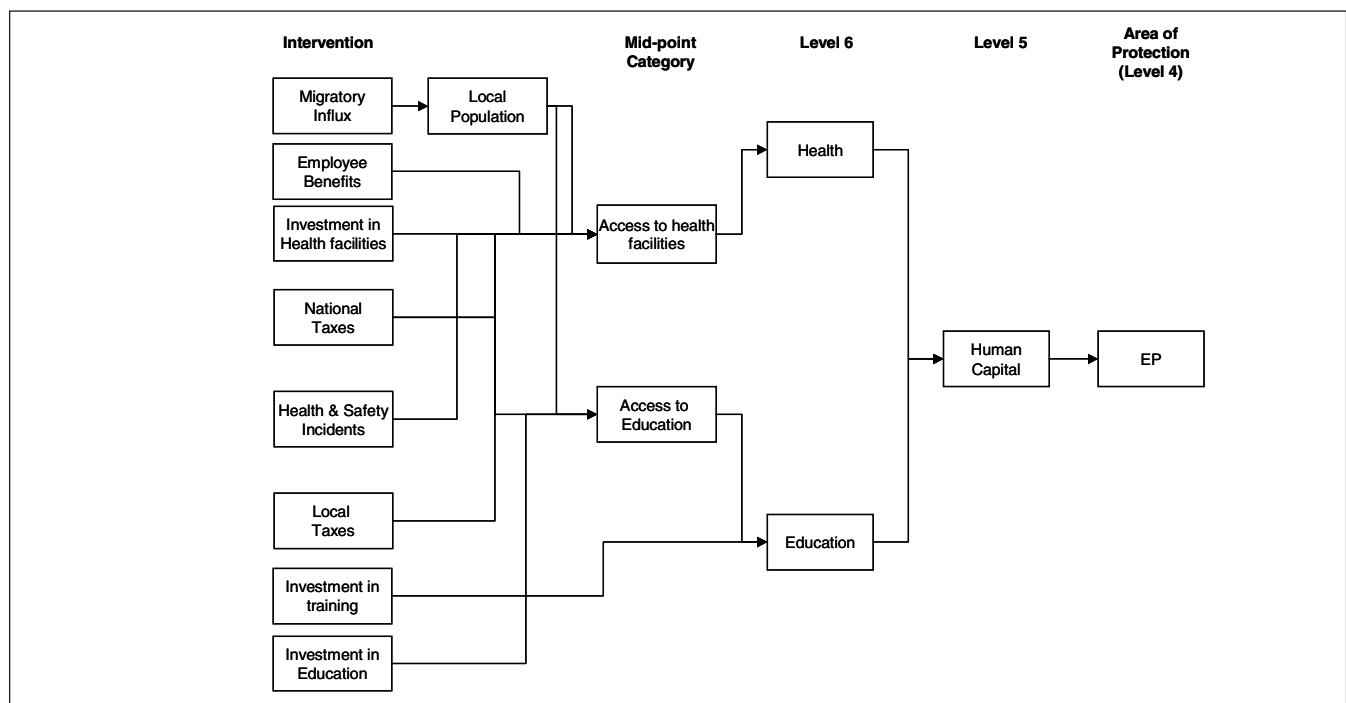 Intervention
Mid-point
Category
Level 6
Level 5
Area of
Protection
(Level 4)
Migratory
Influx
Local
Population
Employee
Benefits
Health
Investment in
Health facilities
Access to health
facilities
National
Taxes
Human
Capital
EP
Health & Safety
Incidents
Access to
Education
Local
Taxes
Education
Investment in
training
Investment in
Education